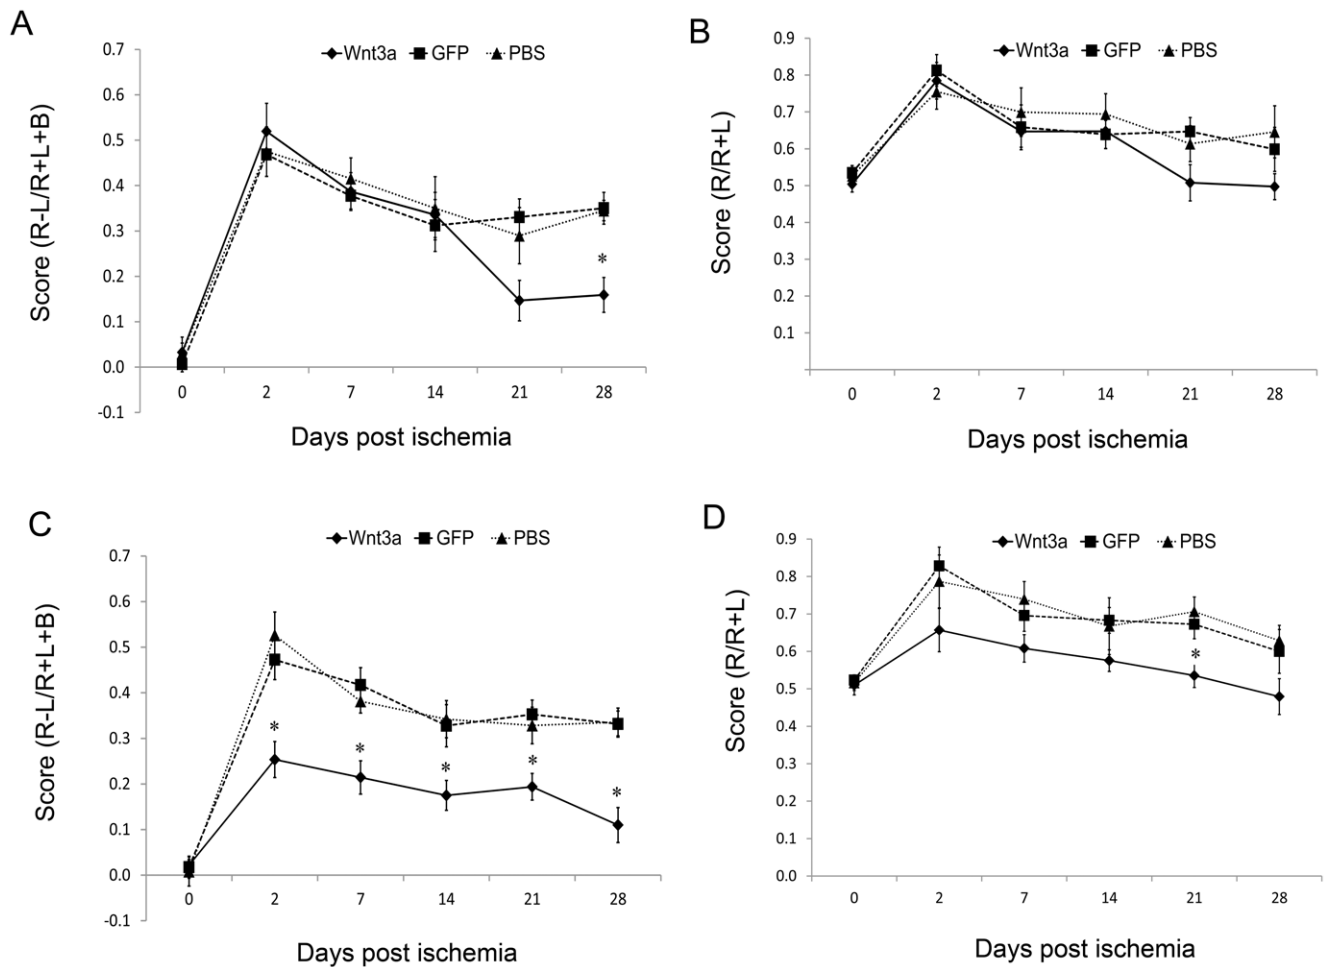 A
Wnt3a GFP PBS
Score (R-L/R+L+B)
0.7
0.6
0.5
0.4
0.3
0.2
0.1
0.0
-0.1
*
0 2 7 14 21 28
Days post ischemia
B
Wnt3a GFP PBS
Score (R/R+L)
0.9
0.8
0.7
0.6
0.5
0.4
0.3
0.2
0.1
0 2 7 14 21 28
Days post ischemia
C
Wnt3a GFP PBS
Score (R-L/R+L+B)
0.7
0.6
0.5
0.4
0.3
0.2
0.1
0.0
-0.1
* * * * *
0 2 7 14 21 28
Days post ischemia
D
Wnt3a GFP PBS
Score (R/R+L)
0.9
0.8
0.7
0.6
0.5
0.4
0.3
0.2
0.1
0.0
*
0 2 7 14 21 28
Days post ischemia